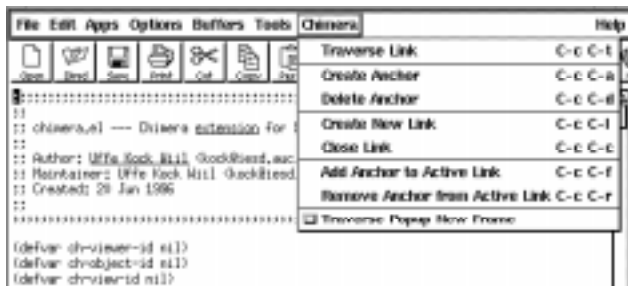 File Edit Apps Options Buffers Tools Chimera Help
Open Dired Save Print Cut Copy
Traverse Link C-c C-t
Create Anchor C-c C-a
Delete Anchor C-c C-d
Create New Link C-c C-l
Close Link C-c C-c
Add Anchor to Active Link C-c C-f
Remove Anchor from Active Link C-c C-r
Traverse Popup New Frame
;;
;; chimera.el --- Chimera extension for
;;
;; Author: Uffe Kock Wiil
;; Maintainer: Uffe Kock Wiil
;; Created: 28 Jun 1996
;;
(defvar ch-viewer-id nil)
(defvar ch-object-id nil)
(defvar ch-view-id nil)